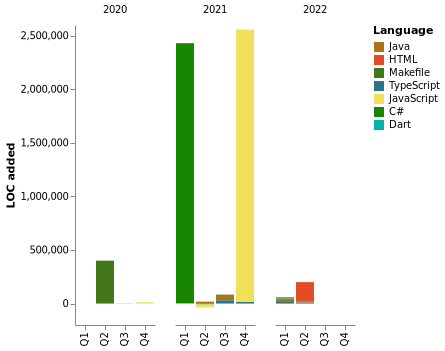 2020 2021 2022
Language
Java
HTML
Makefile
TypeScript
JavaScript
C#
Dart
LOC added
2,500,000
2,000,000
1,500,000
1,000,000
500,000
0
Q1 Q2 Q3 Q4 Q1 Q2 Q3 Q4 Q1 Q2 Q3 Q4